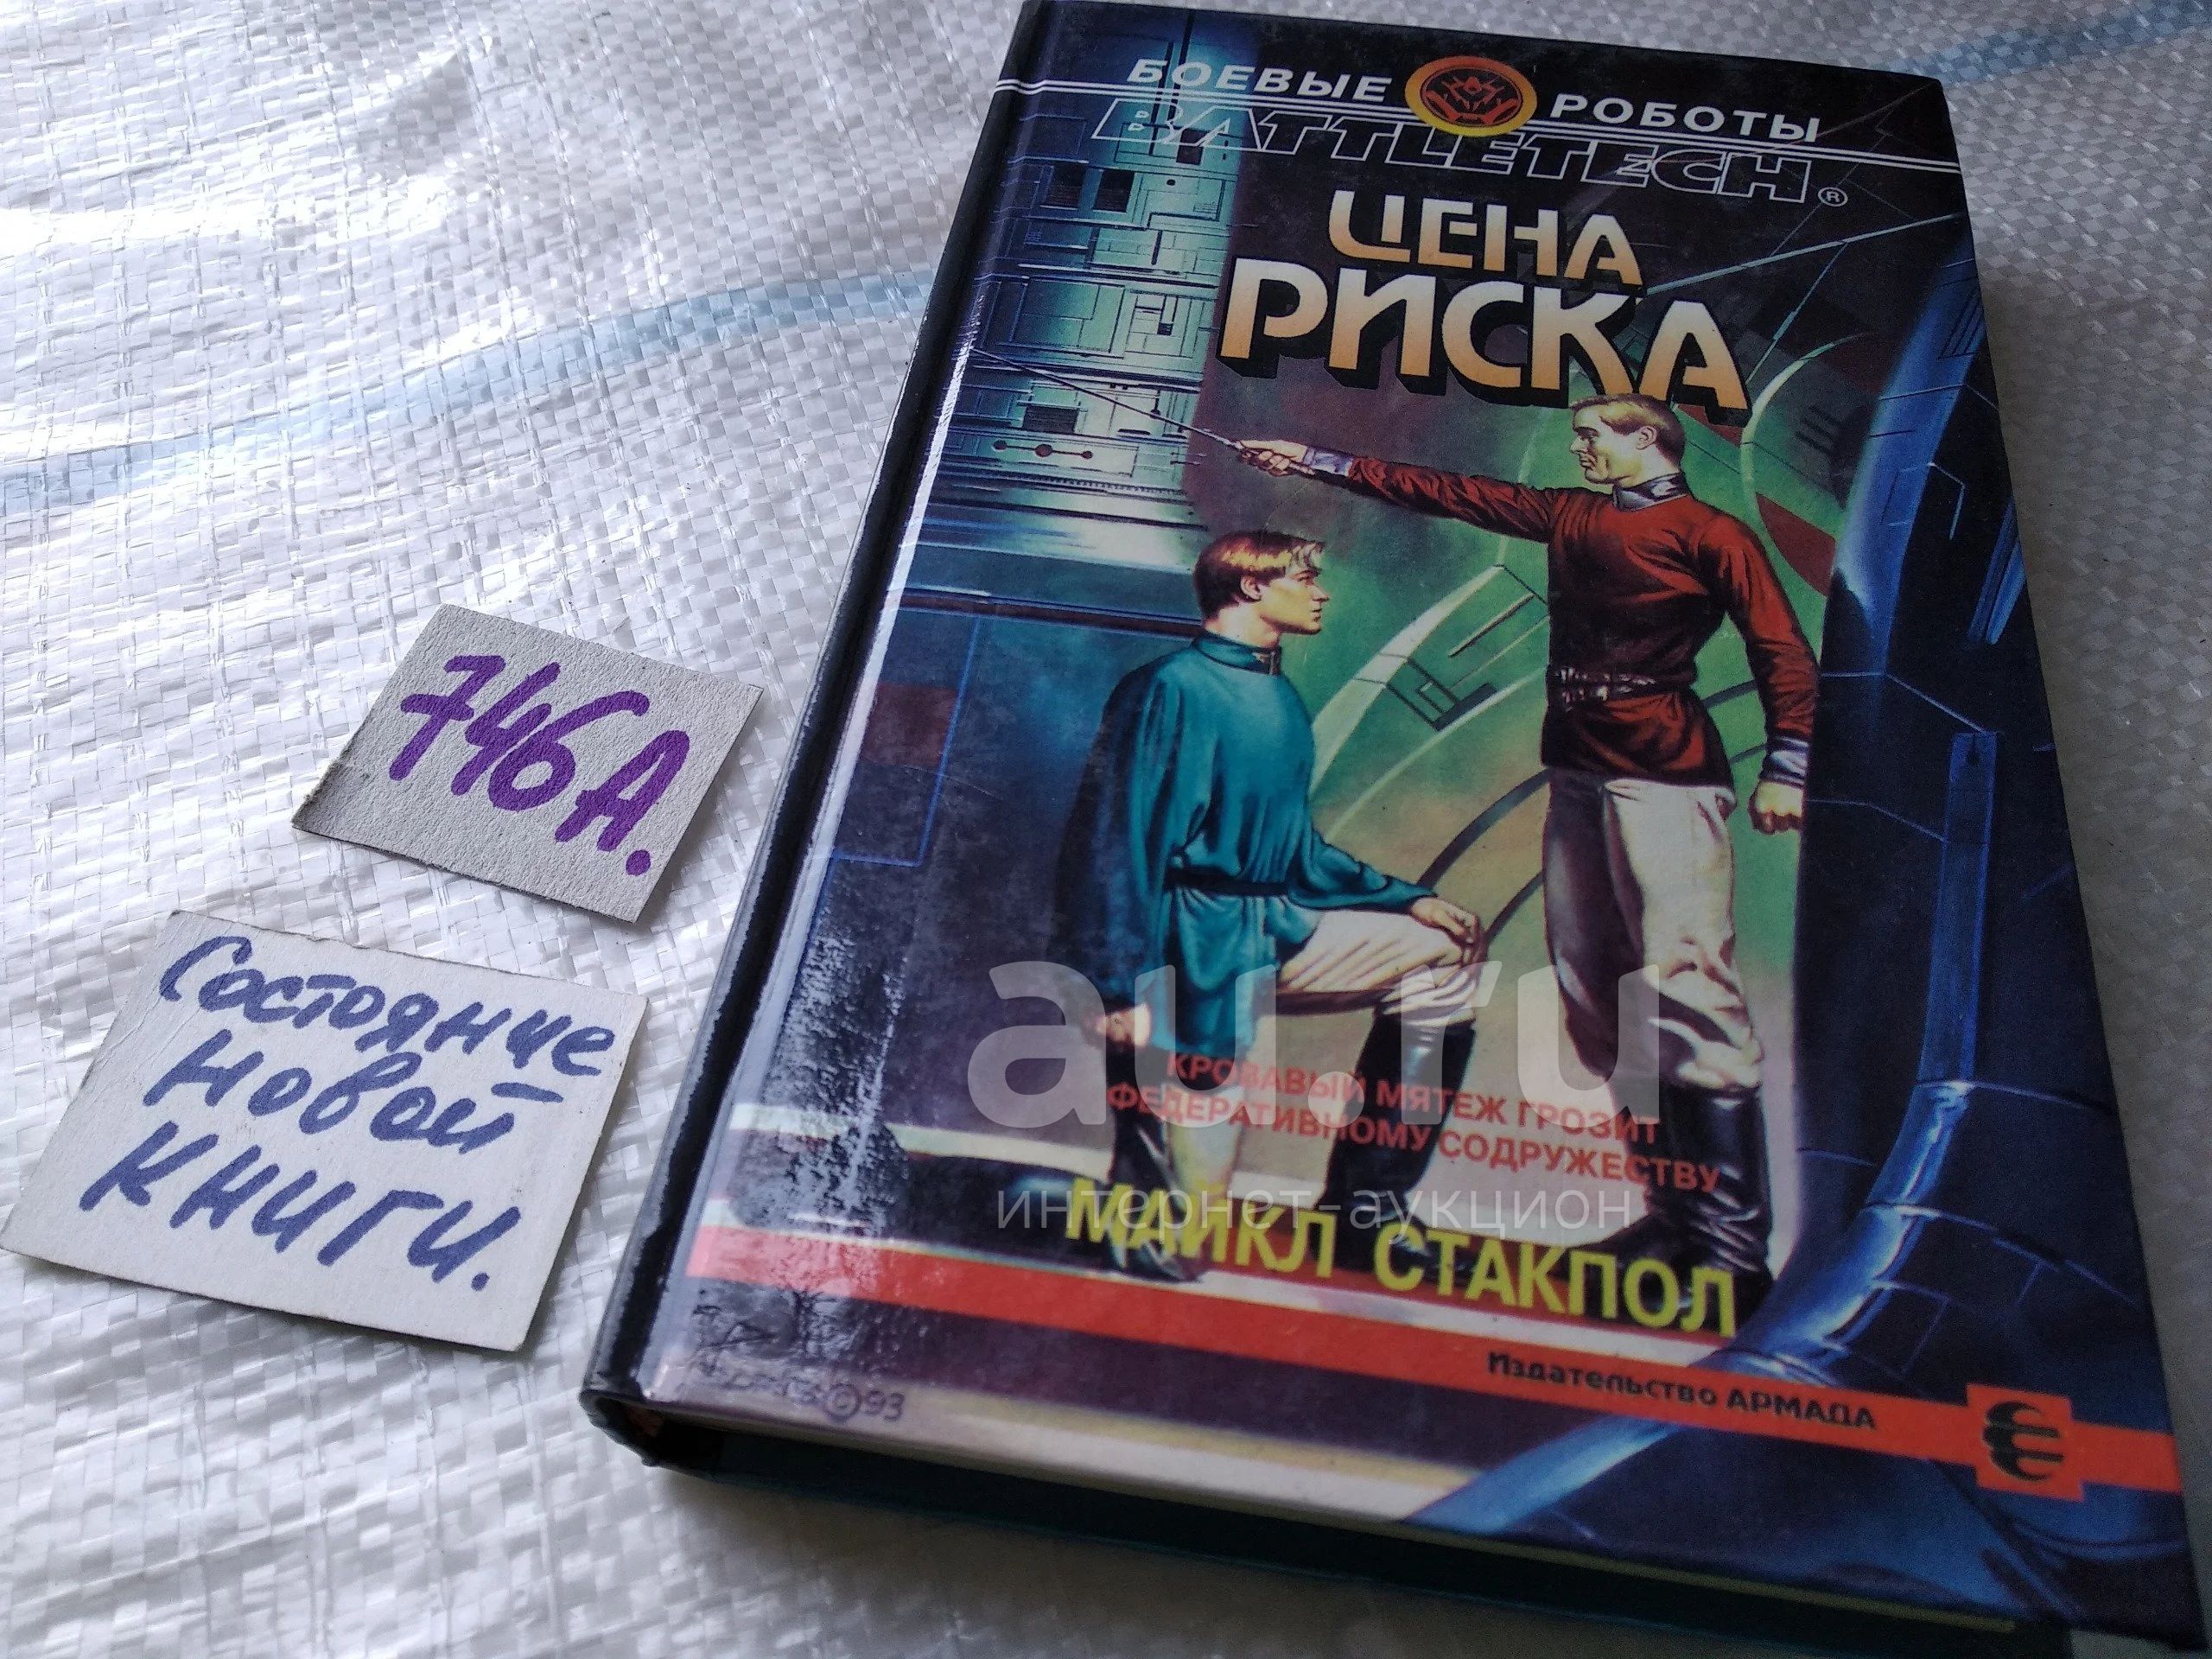 БОЕВЫЕ РОБОТЫ
BATTLETECH ®
ЦЕНА
РИСКА
746А.
Состояние
новой
книги.
au.ru
интернет-аукцион
КРОВАВЫЙ МЯТЕЖ ГРОЗИТ
ФЕДЕРАТИВНОМУ СОДРУЖЕСТВУ
МАЙКЛ СТАКПОЛ
Издательство АРМАДА
©93